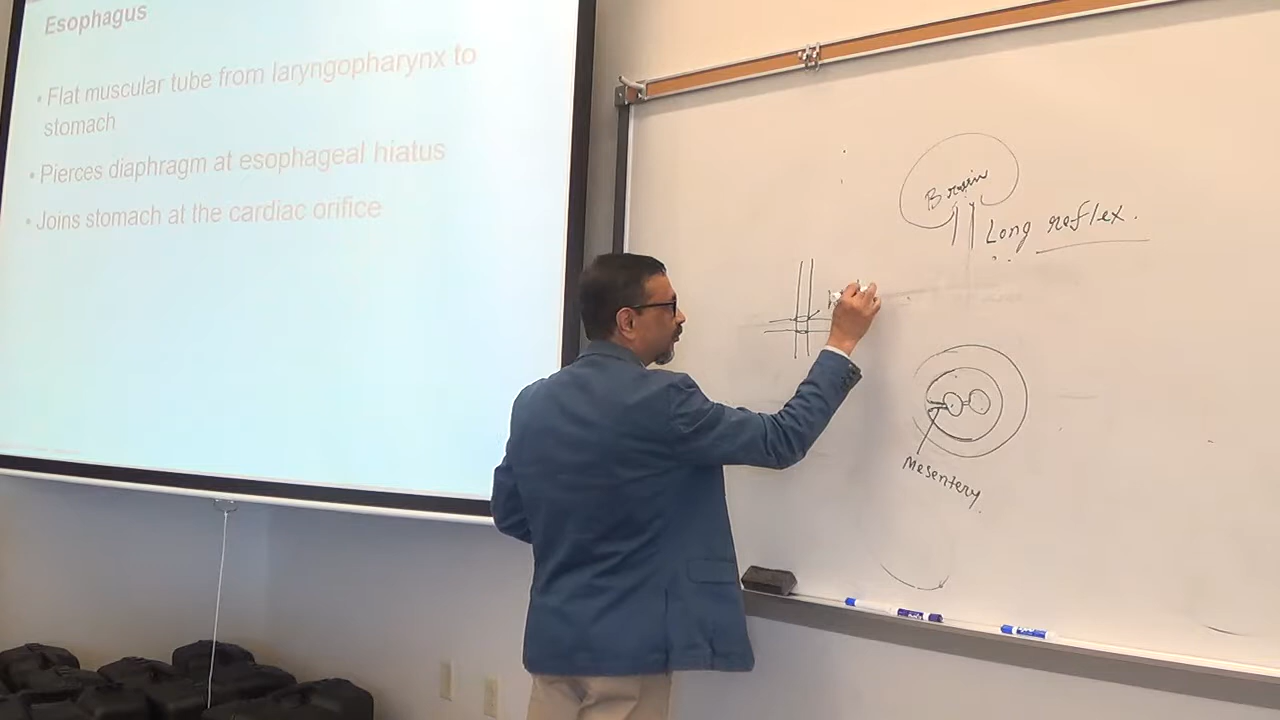 Esophagus
• Flat muscular tube from laryngopharynx to
stomach
• Pierces diaphragm at esophageal hiatus
• Joins stomach at the cardiac orifice
Brain
Long reflex.
Mesentery